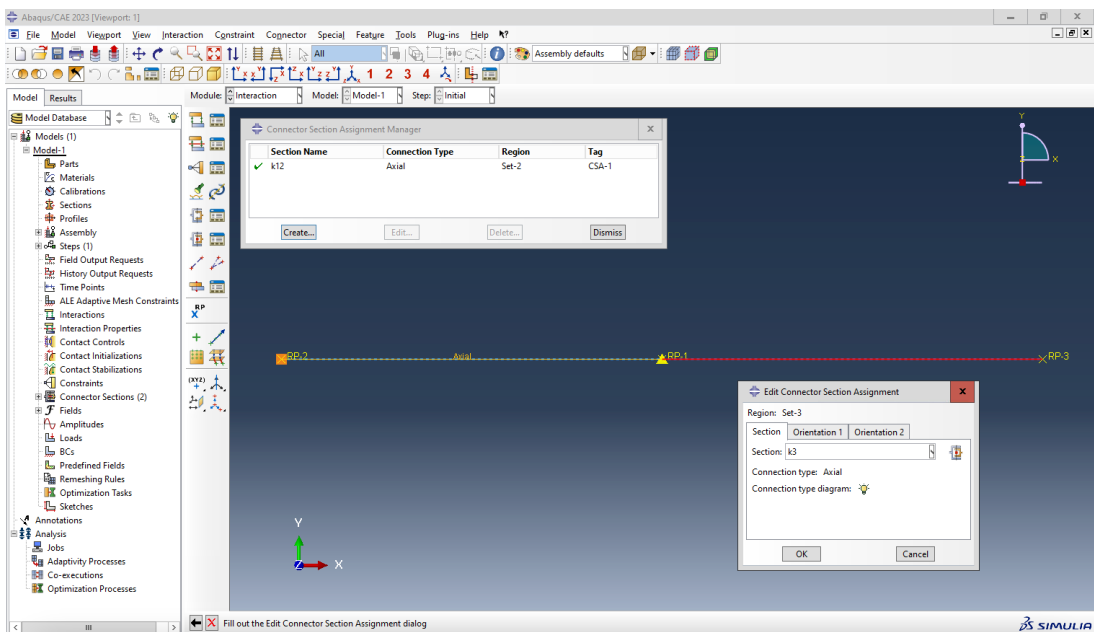 Abaqus/CAE 2023 [Viewport: 1]
File Model Viewport View Interaction Constraint Connector Special Feature Tools Plug-ins Help
All
Assembly defaults
1 2 3 4
Model Results
Module: Interaction Model: Model-1 Step: Initial
Model Database
Models (1)
Model-1
Parts
Materials
Calibrations
Sections
Profiles
Assembly
Steps (1)
Field Output Requests
History Output Requests
Time Points
ALE Adaptive Mesh Constraints
Interactions
Interaction Properties
Contact Controls
Contact Initializations
Contact Stabilizations
Constraints
Connector Sections (2)
Fields
Amplitudes
Loads
BCs
Predefined Fields
Remeshing Rules
Optimization Tasks
Sketches
Annotations
Analysis
Jobs
Adaptivity Processes
Co-executions
Optimization Processes
RP
(XYZ)
Connector Section Assignment Manager
Section Name Connection Type Region Tag
k12 Axial Set-2 CSA-1
Create... Edit... Delete... Dismiss
Y
Z X
RP-2 Axial RP-1 RP-3
Edit Connector Section Assignment
Region: Set-3
Section Orientation 1 Orientation 2
Section: k3
Connection type: Axial
Connection type diagram:
OK Cancel
Y
Z X
Fill out the Edit Connector Section Assignment dialog
SIMULIA